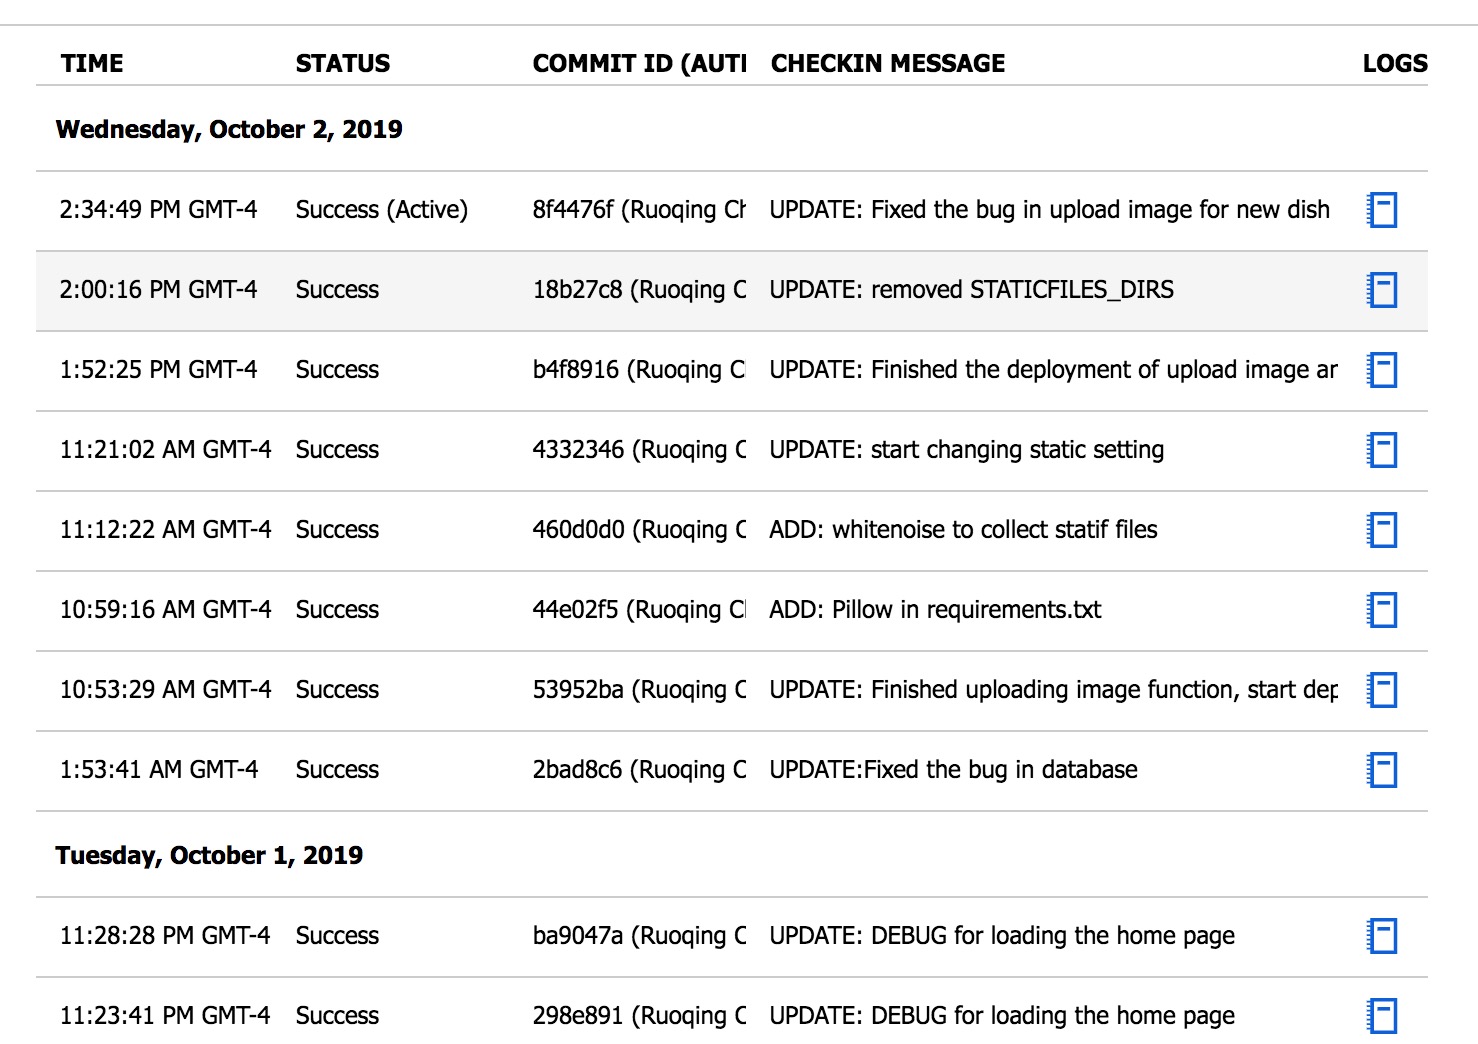 TIME STATUS COMMIT ID (AUTH CHECKIN MESSAGE LOGS
Wednesday, October 2, 2019
2:34:49 PM GMT-4 Success (Active) 8f4476f (Ruoqing Ch UPDATE: Fixed the bug in upload image for new dish
2:00:16 PM GMT-4 Success 18b27c8 (Ruoqing C UPDATE: removed STATICFILES_DIRS
1:52:25 PM GMT-4 Success b4f8916 (Ruoqing C UPDATE: Finished the deployment of upload image
11:21:02 AM GMT-4 Success 4332346 (Ruoqing C UPDATE: start changing static setting
11:12:22 AM GMT-4 Success 460d0d0 (Ruoqing C ADD: whitenoise to collect statif files
10:59:16 AM GMT-4 Success 44e02f5 (Ruoqing C ADD: Pillow in requirements.txt
10:53:29 AM GMT-4 Success 53952ba (Ruoqing C UPDATE: Finished uploading image function, start dep
1:53:41 AM GMT-4 Success 2bad8c6 (Ruoqing C UPDATE:Fixed the bug in database
Tuesday, October 1, 2019
11:28:28 PM GMT-4 Success ba9047a (Ruoqing C UPDATE: DEBUG for loading the home page
11:23:41 PM GMT-4 Success 298e891 (Ruoqing C UPDATE: DEBUG for loading the home page